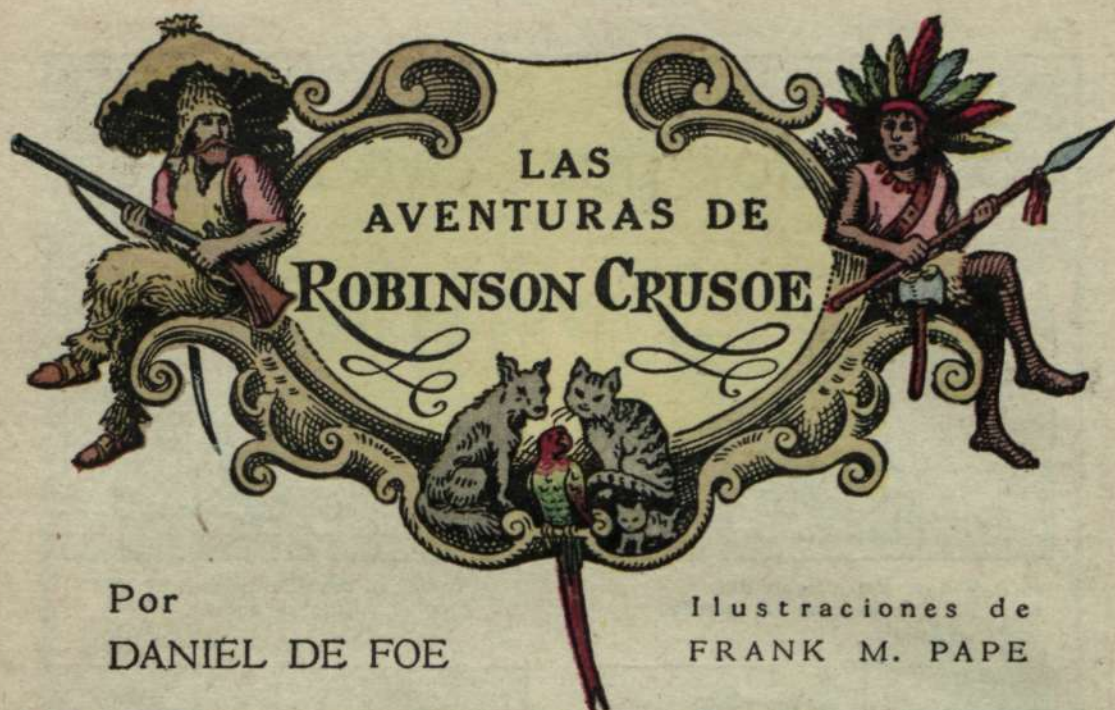 LAS
AVENTURAS DE
ROBINSON CRUSOE
Por
DANIEL DE FOE
Ilustraciones de
FRANK M. PAPE